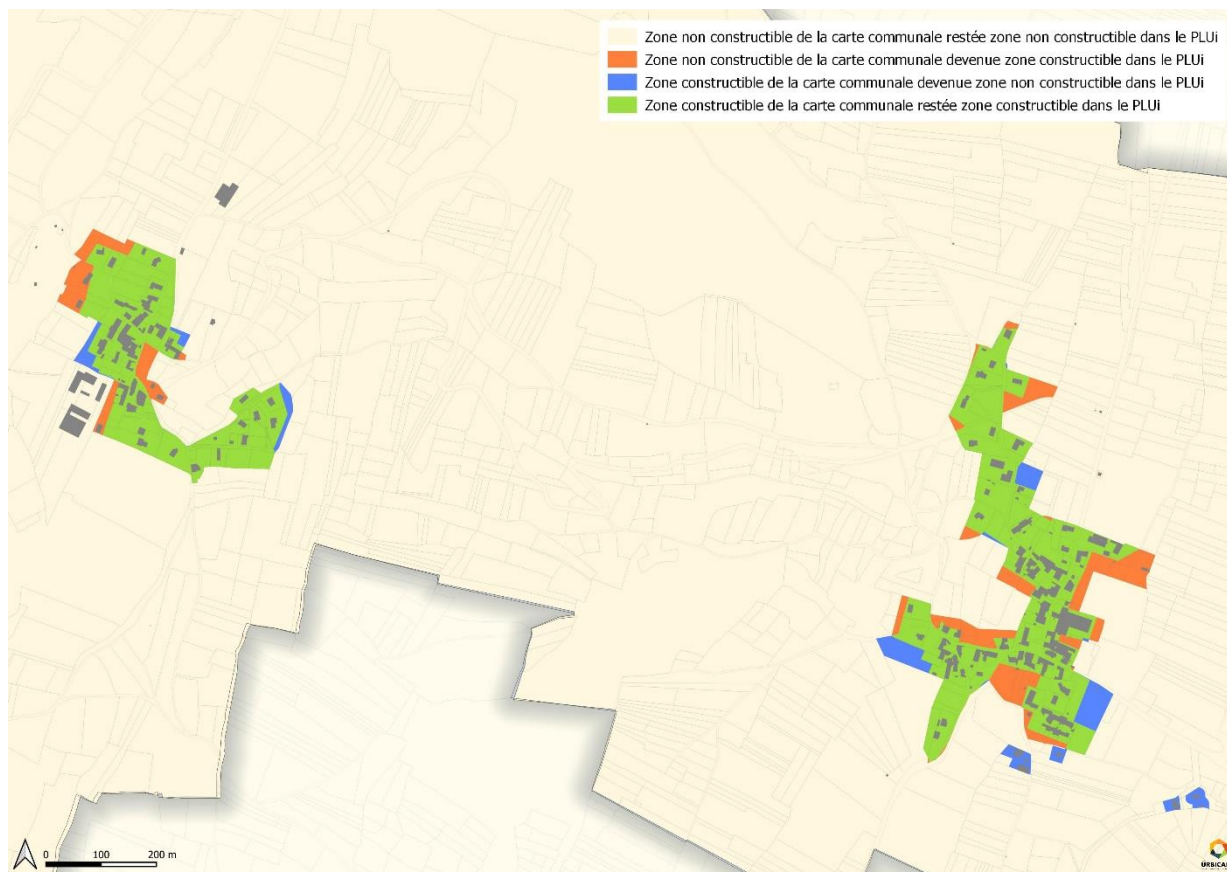 Zone non constructible de la carte communale restée zone non constructible dans le PLUi
Zone non constructible de la carte communale devenue zone constructible dans le PLUi
Zone constructible de la carte communale devenue zone non constructible dans le PLUi
Zone constructible de la carte communale restée zone constructible dans le PLUi
0 100 200 m